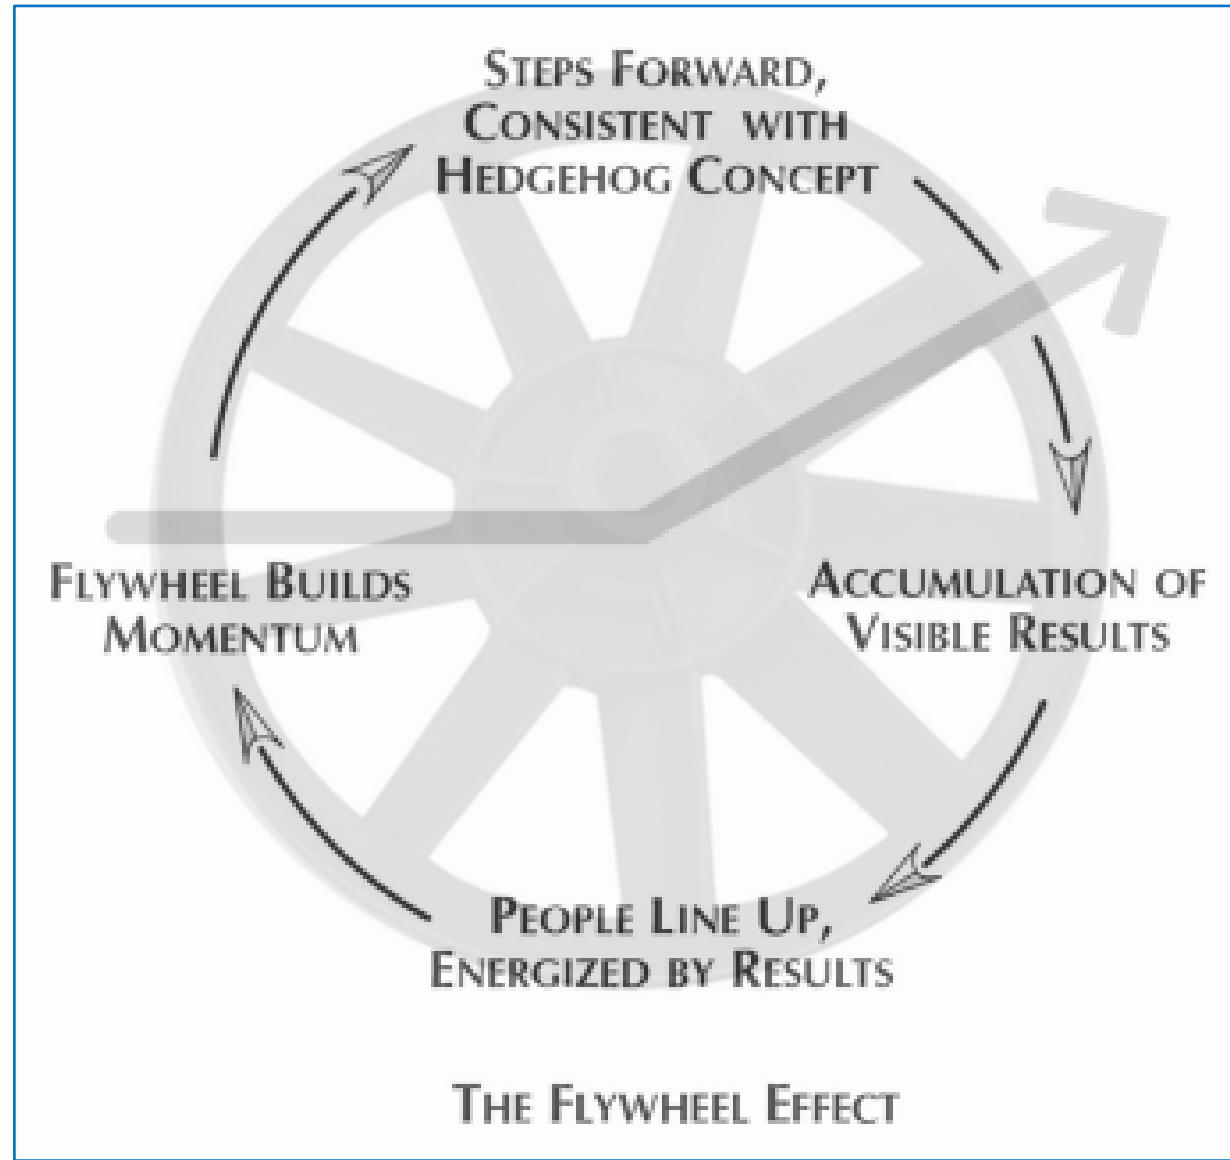 Steps Forward,
Consistent with
Hedgehog Concept
Flywheel Builds
Momentum
Accumulation of
Visible Results
People Line Up,
Energized by Results
The Flywheel Effect